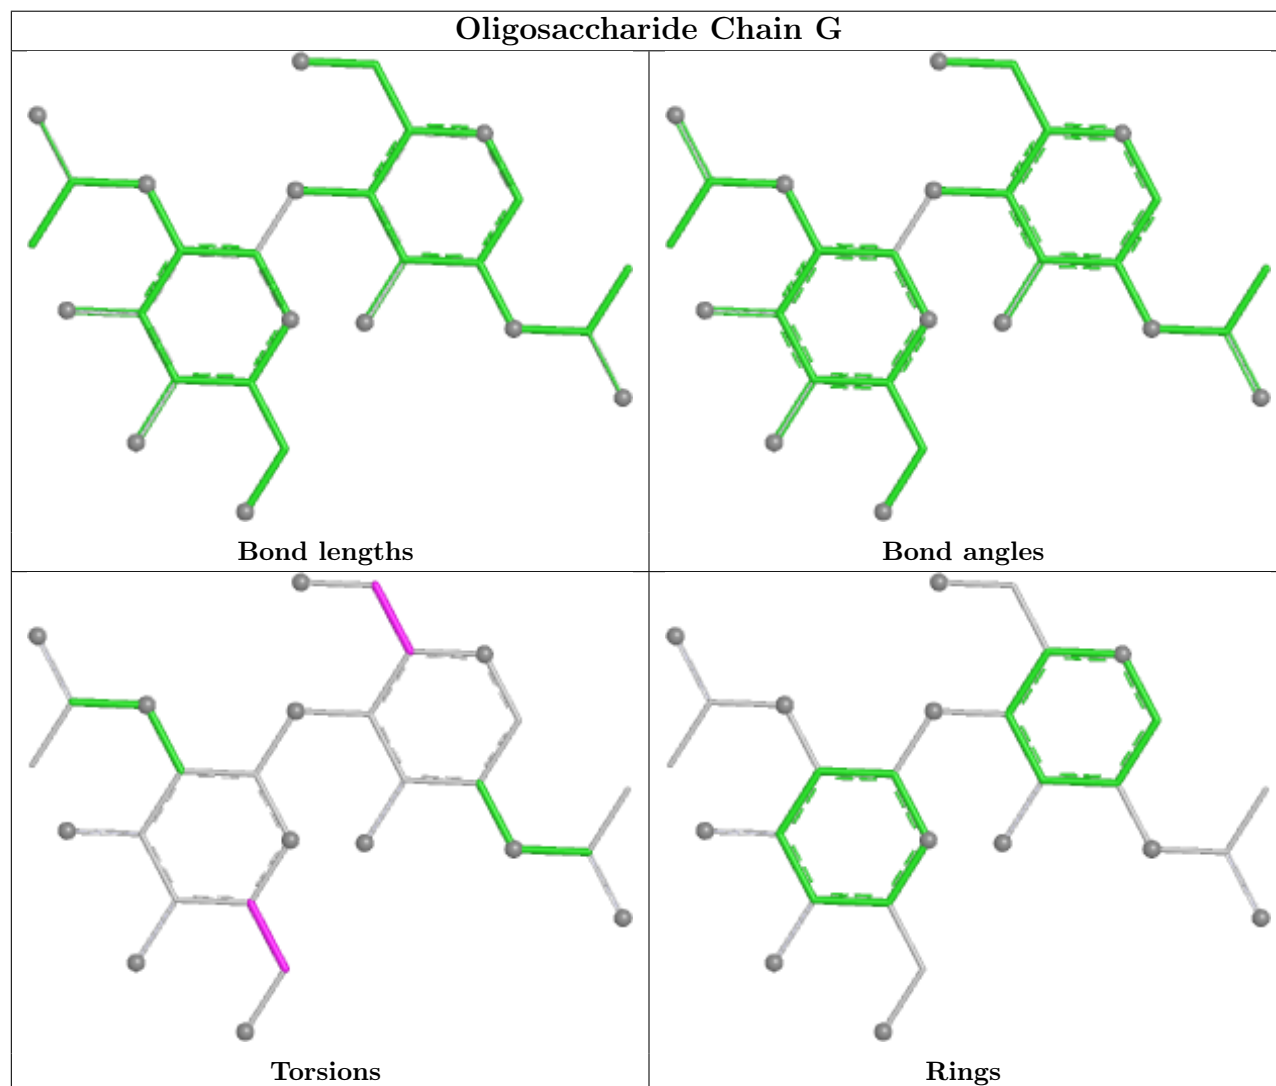 Oligosaccharide Chain G
Bond lengths
Bond angles
Torsions
Rings